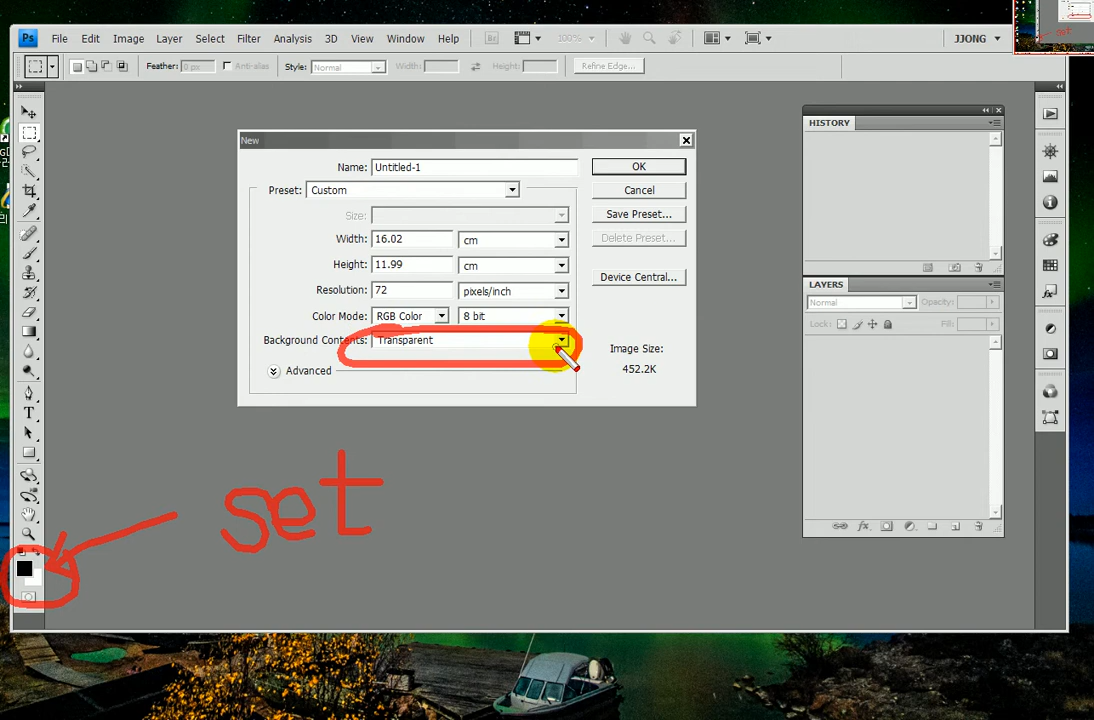 Ps File Edit Image Layer Select Filter Analysis 3D View Window Help Br 100% JJONG
Feather: 0 px Anti-alias Style: Normal Width: Height: Refine Edge...
New
Name: Untitled-1 OK
Preset: Custom Cancel
Size: Save Preset...
Width: 16.02 cm Delete Preset...
Height: 11.99 cm Device Central...
Resolution: 72 pixels/inch
Color Mode: RGB Color 8 bit
Background Contents: Transparent Image Size:
Advanced 452.2K
HISTORY
LAYERS
Normal Opacity:
Lock: Fill:
T
set
set